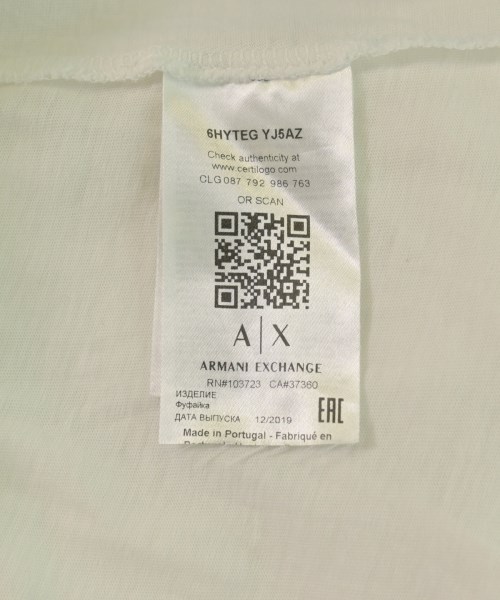 6HYTEG YJ5AZ
Check authenticity at
www.certilogo.com
CLG 087 792 986 763
OR SCAN
A|X
ARMANI EXCHANGE
RN#103723 CA#37360
ИЗДЕЛИЕ
Фуфайка
ДАТА ВЫПУСКА 12/2019
EAC
Made in Portugal - Fabriqué en